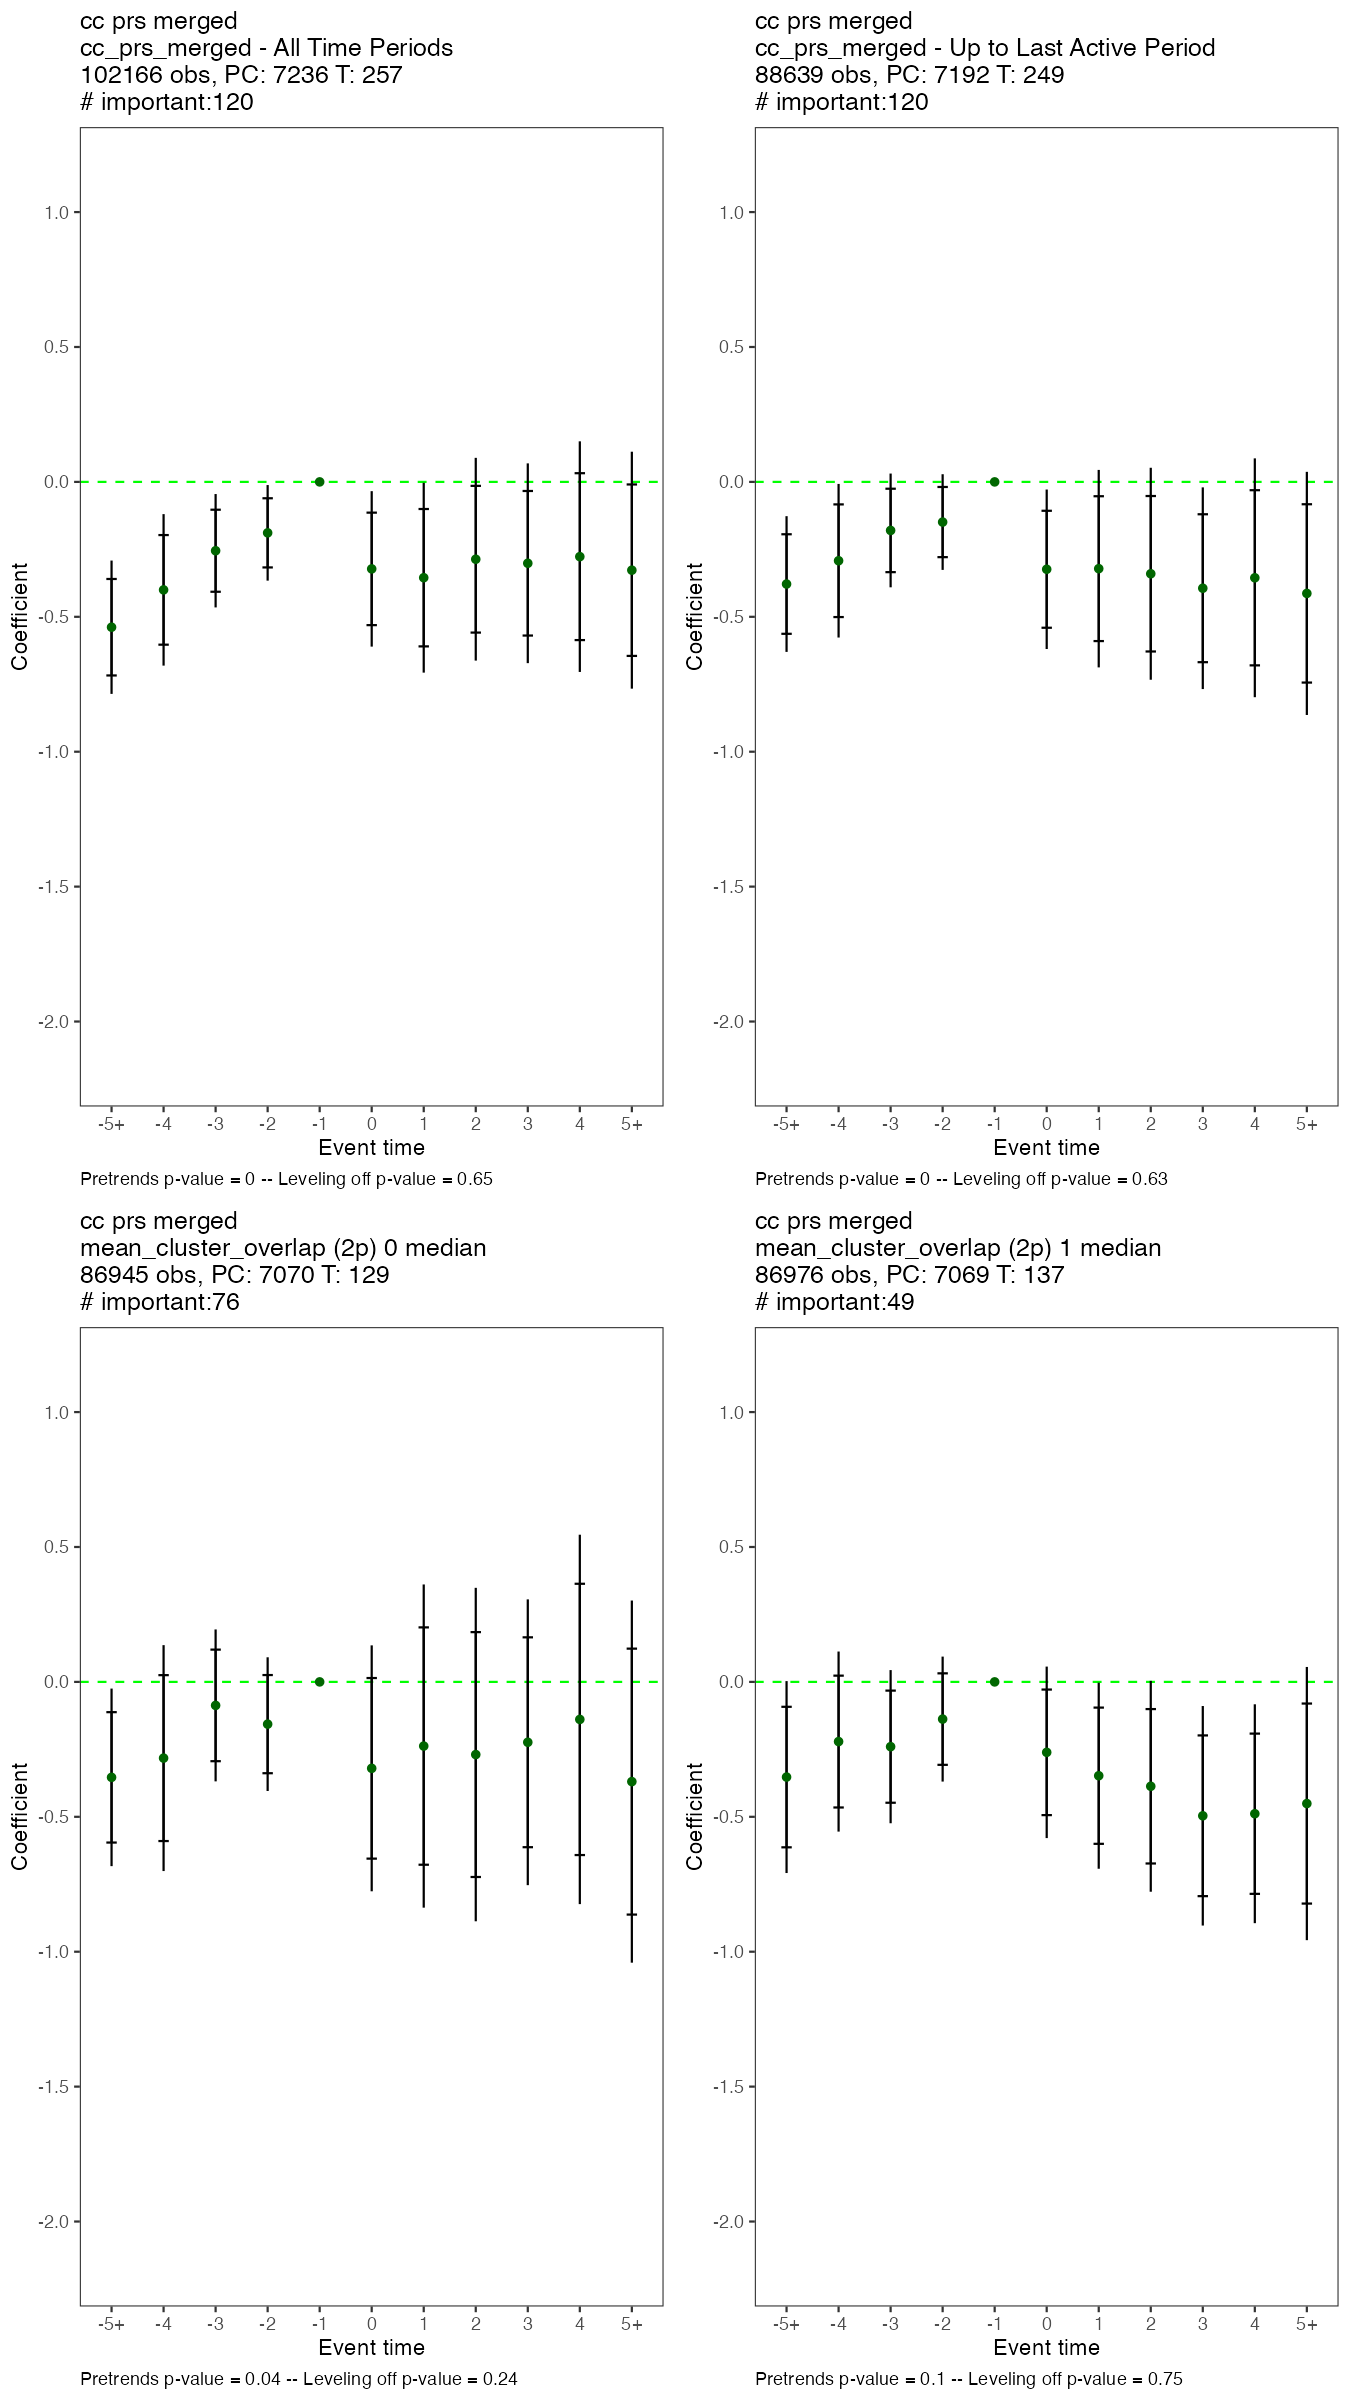 cc prs merged
cc_prs_merged - All Time Periods
102166 obs, PC: 7236 T: 257
# important:120
1.0
0.5
0.0
-0.5
-1.0
-1.5
-2.0
Coefficient
-5+ -4 -3 -2 -1 0 1 2 3 4 5+
Event time
Pretrends p-value = 0 -- Leveling off p-value = 0.65
cc prs merged
cc_prs_merged - Up to Last Active Period
88639 obs, PC: 7192 T: 249
# important:120
1.0
0.5
0.0
-0.5
-1.0
-1.5
-2.0
Coefficient
-5+ -4 -3 -2 -1 0 1 2 3 4 5+
Event time
Pretrends p-value = 0 -- Leveling off p-value = 0.63
cc prs merged
mean_cluster_overlap (2p) 0 median
86945 obs, PC: 7070 T: 129
# important:76
1.0
0.5
0.0
-0.5
-1.0
-1.5
-2.0
Coefficient
-5+ -4 -3 -2 -1 0 1 2 3 4 5+
Event time
Pretrends p-value = 0.04 -- Leveling off p-value = 0.24
cc prs merged
mean_cluster_overlap (2p) 1 median
86976 obs, PC: 7069 T: 137
# important:49
1.0
0.5
0.0
-0.5
-1.0
-1.5
-2.0
Coefficient
-5+ -4 -3 -2 -1 0 1 2 3 4 5+
Event time
Pretrends p-value = 0.1 -- Leveling off p-value = 0.75